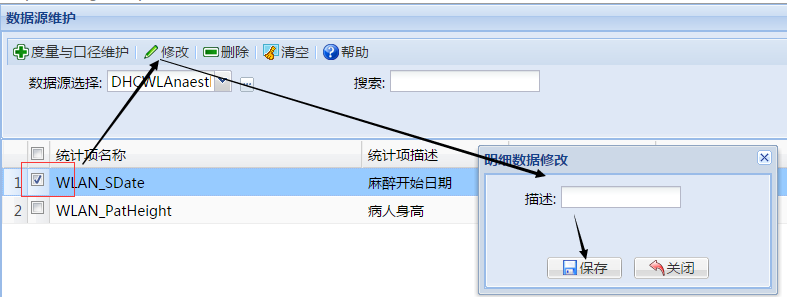 数据源维护
度量与口径维护 修改 删除 清空 帮助
数据源选择: DHCWLAnaest 搜索:
统计项名称 统计项描述
1 WLAN_SDate 麻醉开始日期
2 WLAN_PatHeight 病人身高
明细数据修改
描述:
保存 关闭